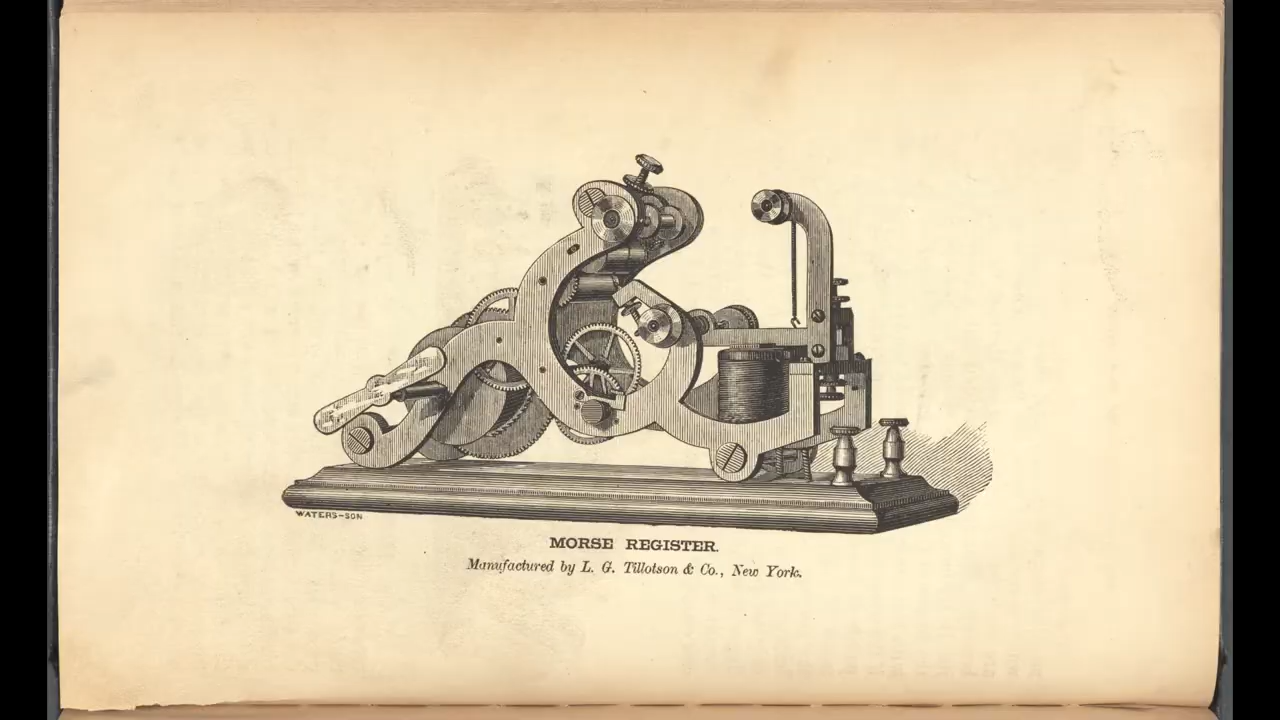 WATERS-SON
MORSE REGISTER.
Manufactured by L. G. Tillotson & Co., New York.